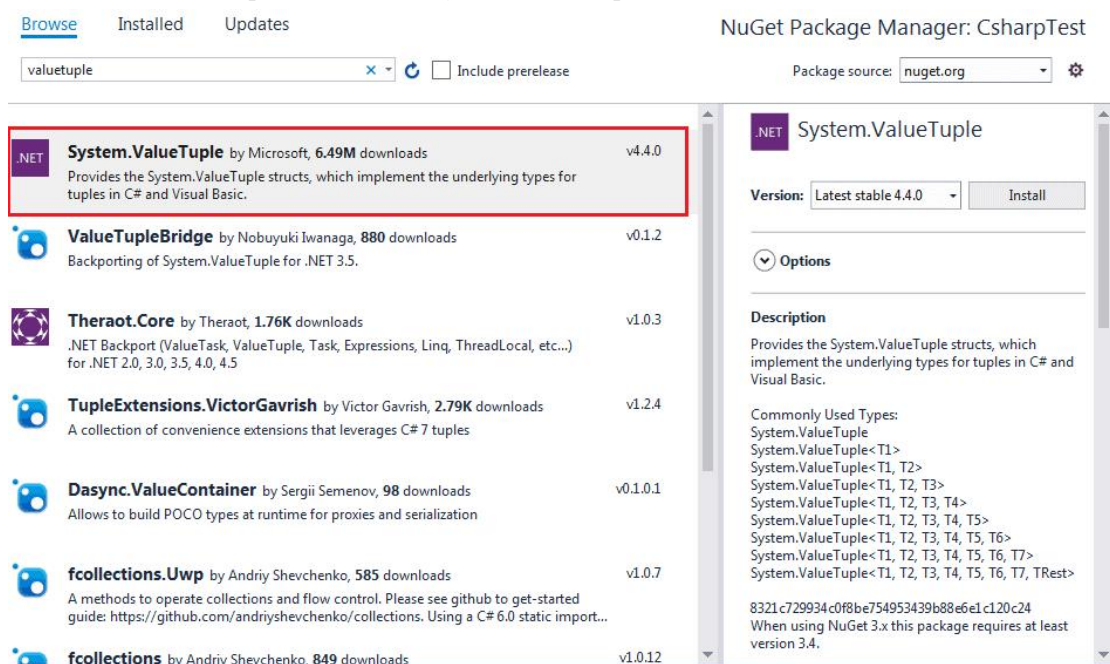 Browse Installed Updates
NuGet Package Manager: CsharpTest
valuetuple
Include prerelease
Package source: nuget.org
.NET
System.ValueTuple by Microsoft, 6.49M downloads v4.4.0
Provides the System.ValueTuple structs, which implement the underlying types for
tuples in C# and Visual Basic.
ValueTupleBridge by Nobuyuki Iwanaga, 880 downloads v0.1.2
Backporting of System.ValueTuple for .NET 3.5.
Theraot.Core by Theraot, 1.76K downloads v1.0.3
.NET Backport (ValueTask, ValueTuple, Task, Expressions, Linq, ThreadLocal, etc...)
for .NET 2.0, 3.0, 3.5, 4.0, 4.5
TupleExtensions.VictorGavrish by Victor Gavrish, 2.79K downloads v1.2.4
A collection of convenience extensions that leverages C# 7 tuples
Dasync.ValueContainer by Sergii Semenov, 98 downloads v0.1.0.1
Allows to build POCO types at runtime for proxies and serialization
fcollections.Uwp by Andriy Shevchenko, 585 downloads v1.0.7
A methods to operate collections and flow control. Please see github to get-started
guide: https://github.com/andriyshevchenko/collections. Using a C# 6.0 static import...
fcollections by Andriy Shevchenko, 849 downloads v1.0.12
.NET System.ValueTuple
Version: Latest stable 4.4.0 Install
Options
Description
Provides the System.ValueTuple structs, which
implement the underlying types for tuples in C# and
Visual Basic.
Commonly Used Types:
System.ValueTuple
System.ValueTuple<T1>
System.ValueTuple<T1, T2>
System.ValueTuple<T1, T2, T3>
System.ValueTuple<T1, T2, T3, T4>
System.ValueTuple<T1, T2, T3, T4, T5>
System.ValueTuple<T1, T2, T3, T4, T5, T6>
System.ValueTuple<T1, T2, T3, T4, T5, T6, T7>
System.ValueTuple<T1, T2, T3, T4, T5, T6, T7, TRest>
8321c729934c0f8be754953439b88e6e1c120c24
When using NuGet 3.x this package requires at least
version 3.4.